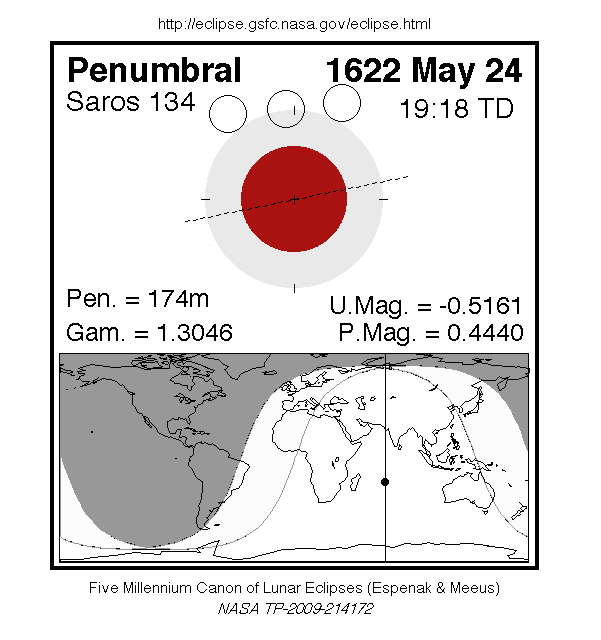 http://eclipse.gsfc.nasa.gov/eclipse.html
Penumbral 1622 May 24
Saros 134 19:18 TD
Pen. = 174m U.Mag. = -0.5161
Gam. = 1.3046 P.Mag. = 0.4440
Five Millennium Canon of Lunar Eclipses (Espenak & Meeus)
NASA TP-2009-214172